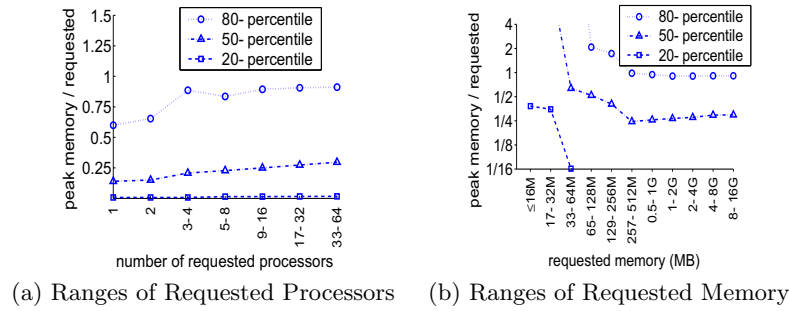 80- percentile
50- percentile
20- percentile
peak memory / requested
1.5
1
0.75
0.5
0.25
1
2
3- 4
5- 8
9- 16
17- 32
33- 64
number of requested processors
(a) Ranges of Requested Processors
80- percentile
50- percentile
20- percentile
peak memory / requested
4
2
1
1/2
1/4
1/8
1/16
≤16M
17- 32M
33- 64M
65- 128M
129- 256M
257- 512M
0.5- 1G
1- 2G
2- 4G
4- 8G
8- 16G
requested memory (MB)
(b) Ranges of Requested Memory